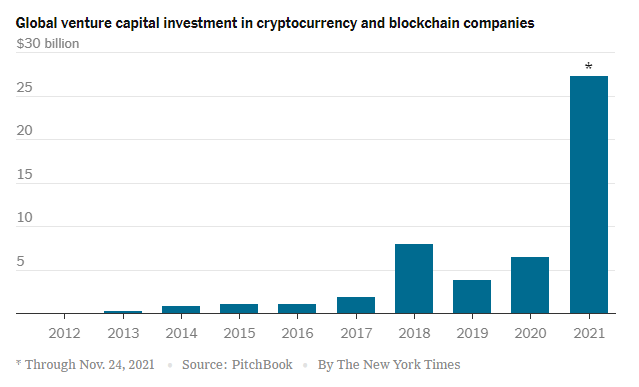 Global venture capital investment in cryptocurrency and blockchain companies
$30 billion
*
25
20
15
10
5
2012 2013 2014 2015 2016 2017 2018 2019 2020 2021
* Through Nov. 24, 2021 • Source: PitchBook • By The New York Times